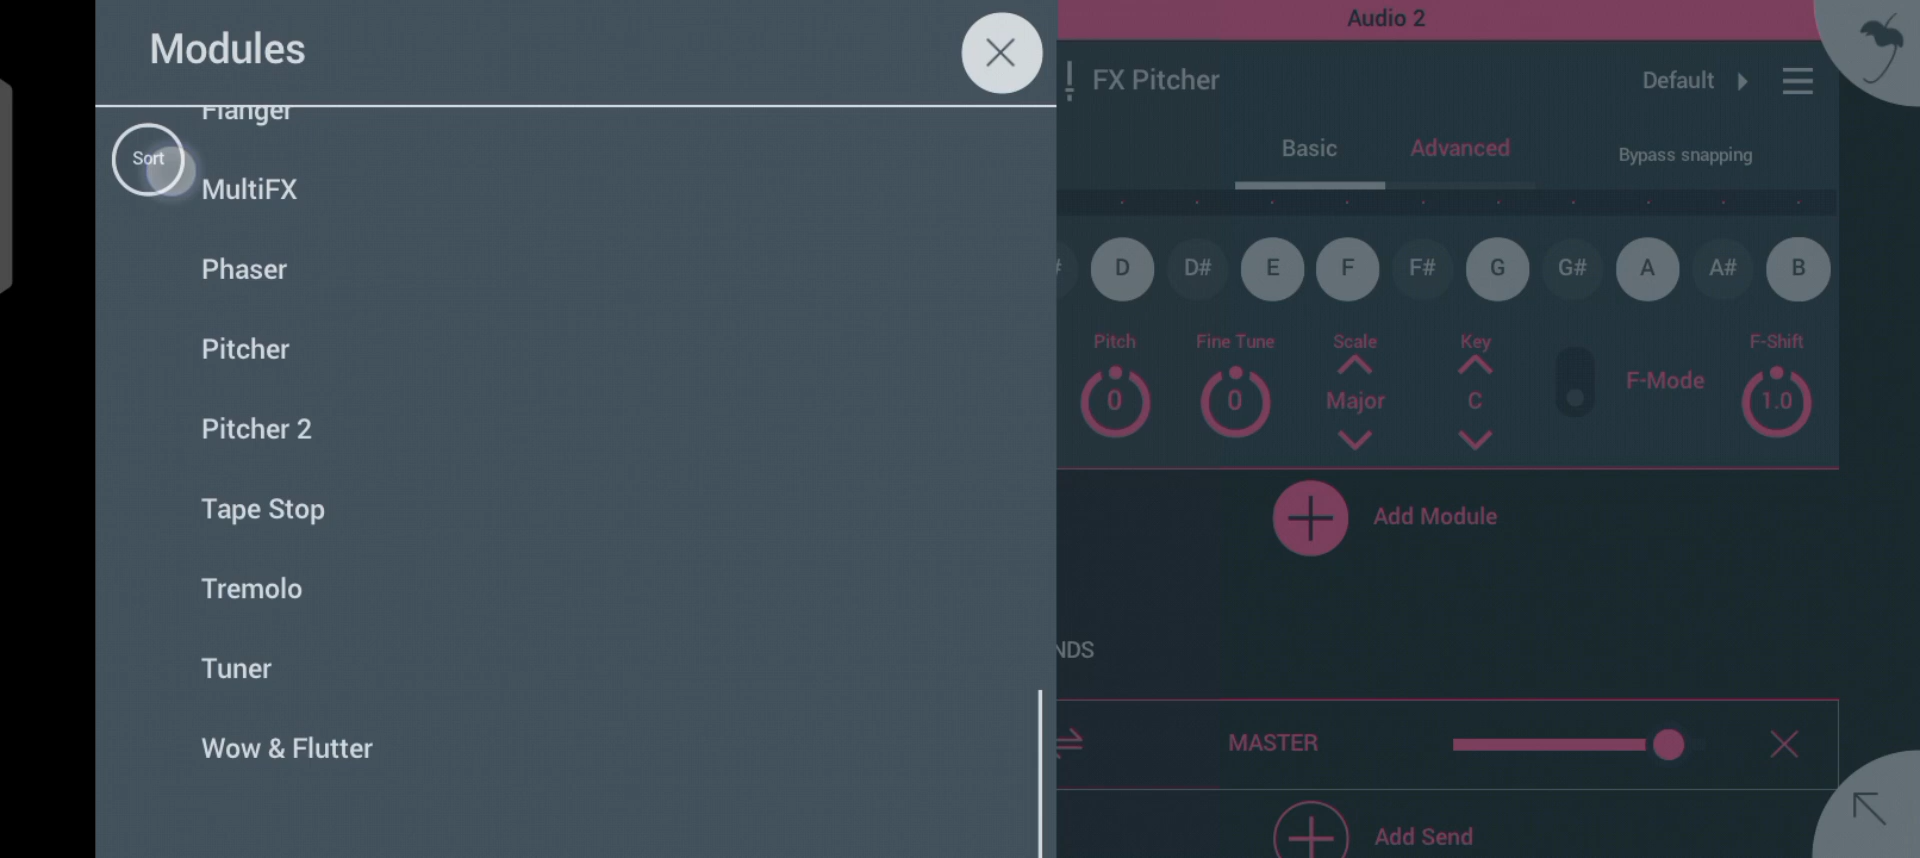 Modules
Sort
Flanger
MultiFX
Phaser
Pitcher
Pitcher 2
Tape Stop
Tremolo
Tuner
Wow & Flutter
Audio 2
FX Pitcher
Default
Basic
Advanced
Bypass snapping
# D D# E F F# G G# A A# B
Pitch Fine Tune Scale Key F-Shift
0 0 Major C F-Mode 1.0
Add Module
NDS
MASTER
Add Send